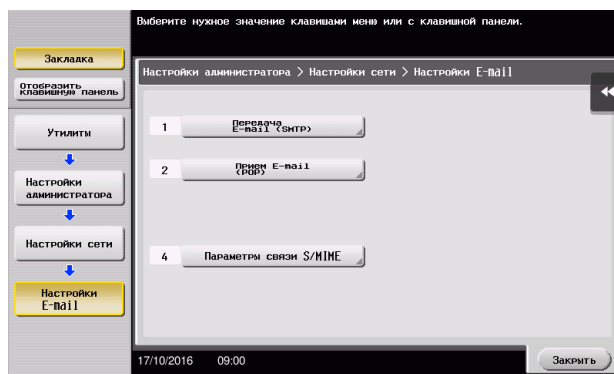 Выберите нужное значение клавишами меню или с клавишной панели.
Закладка
Отобразить
клавишную панель
Утилиты
Настройки
администратора
Настройки сети
Настройки
E-mail
Настройки администратора > Настройки сети > Настройки E-mail
1
Передача
E-mail (SMTP)
2
Прием E-mail
(POP)
4
Параметры связи S/MIME
17/10/2016 09:00
Закрыть